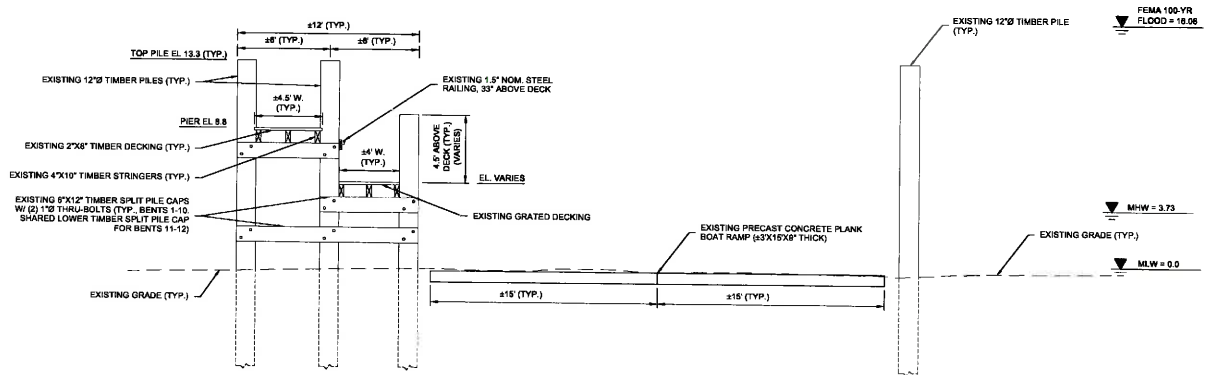 ±12' (TYP.)
±6' (TYP.)
±6' (TYP.)
TOP PILE EL 13.3 (TYP.)
EXISTING 12"Ø TIMBER PILES (TYP.)
±4.5' W.
(TYP.)
PIER EL 8.8
EXISTING 2"X8" TIMBER DECKING (TYP.)
EXISTING 4"X10" TIMBER STRINGERS (TYP.)
EXISTING 6"X12" TIMBER SPLIT PILE CAPS
W/ (2) 1"Ø THRU-BOLTS (TYP., BENTS 1-10.
SHARED LOWER TIMBER SPLIT PILE CAP
FOR BENTS 11-12)
EXISTING GRADE (TYP.)
EXISTING 1.5" NOM. STEEL
RAILING, 33" ABOVE DECK
±4' W.
(TYP.)
4.5' ABOVE
DECK (TYP.)
(VARIES)
EL. VARIES
EXISTING GRATED DECKING
EXISTING PRECAST CONCRETE PLANK
BOAT RAMP (±3'X15'X9" THICK)
±15' (TYP.)
±15' (TYP.)
EXISTING 12"Ø TIMBER PILE
(TYP.)
FEMA 100-YR
FLOOD = 16.06
MHW = 3.73
EXISTING GRADE (TYP.)
MLW = 0.0